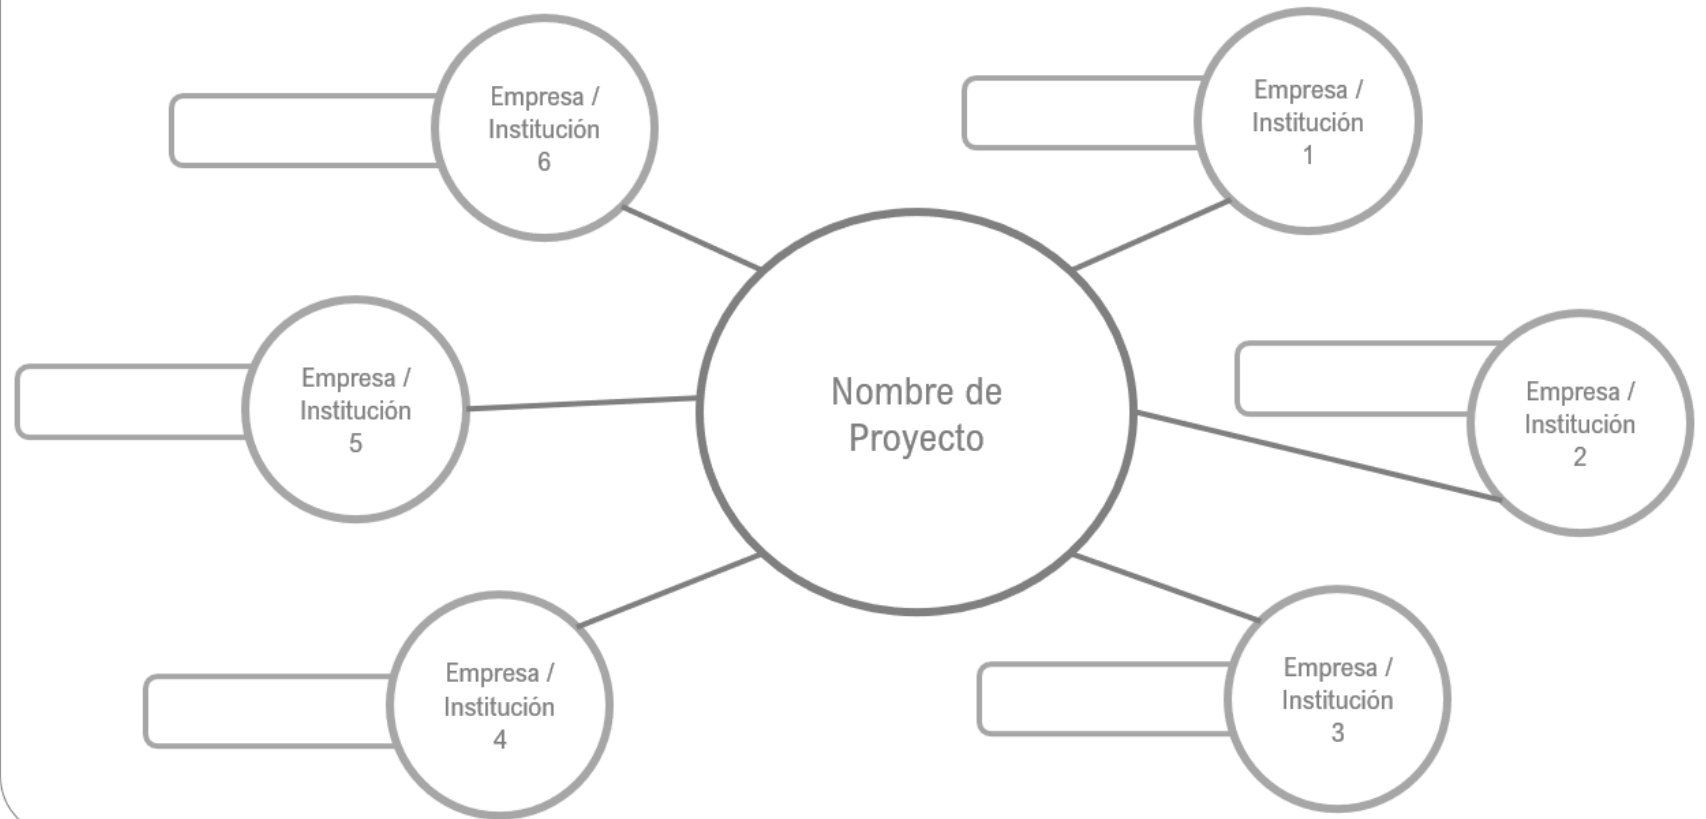 Empresa /
Institución
6
Empresa /
Institución
1
Empresa /
Institución
5
Nombre de
Proyecto
Empresa /
Institución
2
Empresa /
Institución
4
Empresa /
Institución
3